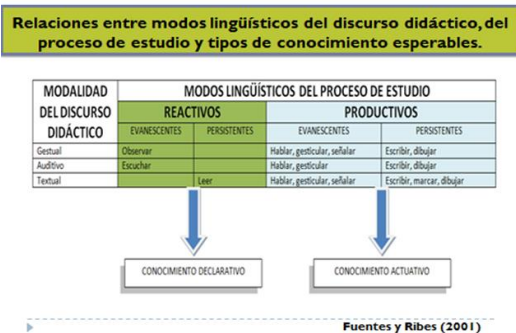 Relaciones entre modos lingüísticos del discurso didáctico, del
proceso de estudio y tipos de conocimiento esperables.
MODALIDAD DEL DISCURSO DIDÁCTICO
MODOS LINGÜÍSTICOS DEL PROCESO DE ESTUDIO
REACTIVOS PRODUCTIVOS
EVANESCENTES PERSISTENTES EVANESCENTES PERSISTENTES
Gestual Observar Hablar, gesticular, señalar Escribir, dibujar
Auditivo Escuchar Hablar, gesticular Escribir, dibujar
Textual Leer Hablar, gesticular, señalar Escribir, marcar, dibujar
CONOCIMIENTO DECLARATIVO CONOCIMIENTO ACTUATIVO
Fuentes y Ribes (2001)